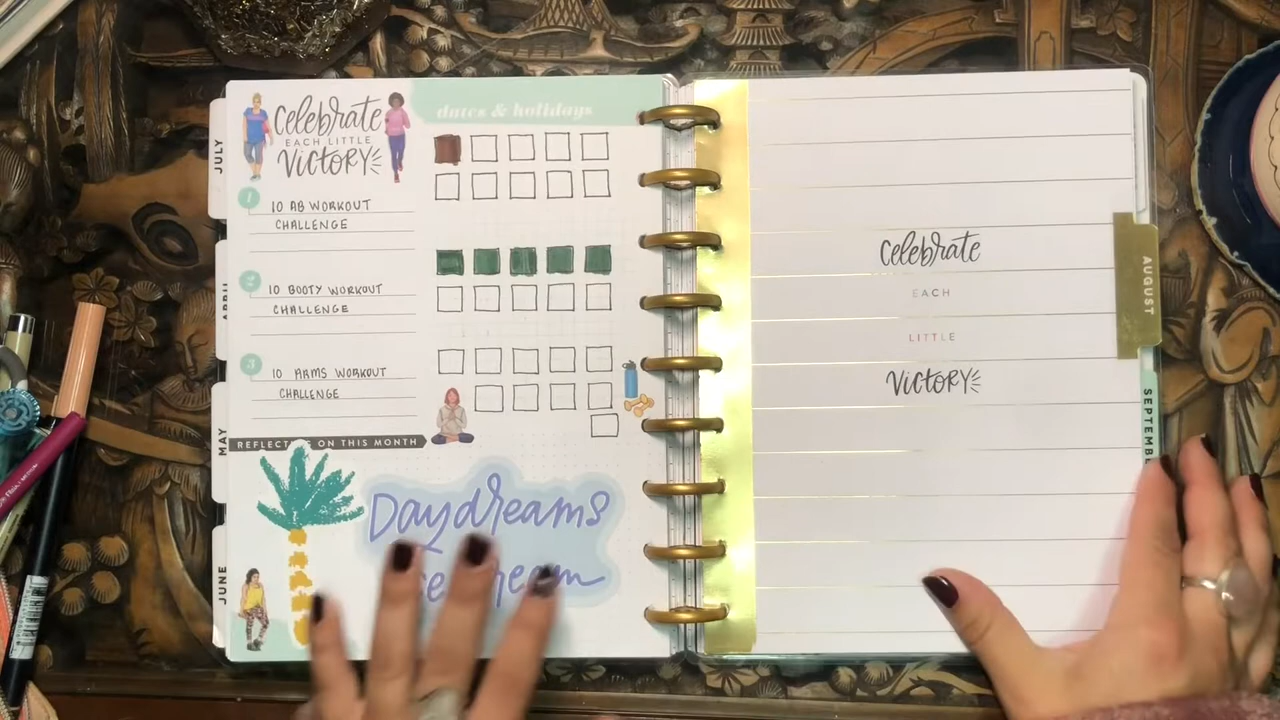 JULY
MAY
JUNE
Celebrate
EACH LITTLE
VICTORY
dates & holidays
1
10 AB WORKOUT
CHALLENGE
2
10 BOOTY WORKOUT
CHALLENGE
3
10 ARMS WORKOUT
CHALLENGE
ON THIS MONTH
Daydreams
Celebrate
EACH
LITTLE
VICTORY
AUGUST